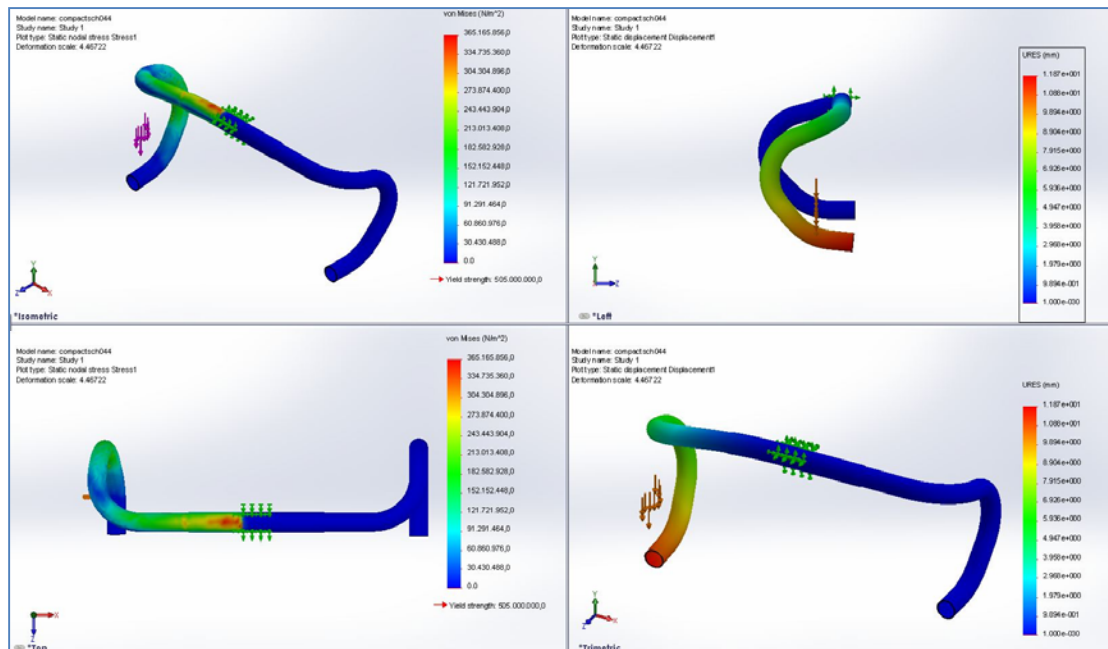 Model name: compactsch044
Study name: Study 1
Plot type: Static nodal stress Stress1
Deformation scale: 4.46722
von Mises (N/m^2)
365.165.856,0
334.735.360,0
304.304.896,0
273.874.400,0
243.443.904,0
213.013.408,0
182.582.928,0
152.152.448,0
121.721.952,0
91.291.464,0
60.860.976,0
30.430.488,0
0.0
Yield strength: 505.000.000,0
Y
Z
X
*Isometric
Model name: compactsch044
Study name: Study 1
Plot type: Static displacement Displacement1
Deformation scale: 4.46722
URES (mm)
1.187e+001
1.088e+001
9.894e+000
8.905e+000
7.915e+000
6.926e+000
5.936e+000
4.947e+000
3.958e+000
2.968e+000
1.979e+000
9.894e-001
1.000e-030
Y
Z
*Left
Model name: compactsch044
Study name: Study 1
Plot type: Static nodal stress Stress1
Deformation scale: 4.46722
von Mises (N/m^2)
365.165.856,0
334.735.360,0
304.304.896,0
273.874.400,0
243.443.904,0
213.013.408,0
182.582.928,0
152.152.448,0
121.721.952,0
91.291.464,0
60.860.976,0
30.430.488,0
0.0
Yield strength: 505.000.000,0
X
Z
*Top
Model name: compactsch044
Study name: Study 1
Plot type: Static displacement Displacement1
Deformation scale: 4.46722
URES (mm)
1.187e+001
1.088e+001
9.894e+000
8.905e+000
7.915e+000
6.926e+000
5.936e+000
4.947e+000
3.958e+000
2.968e+000
1.979e+000
9.894e-001
1.000e-030
Y
Z
X
*Trimetric